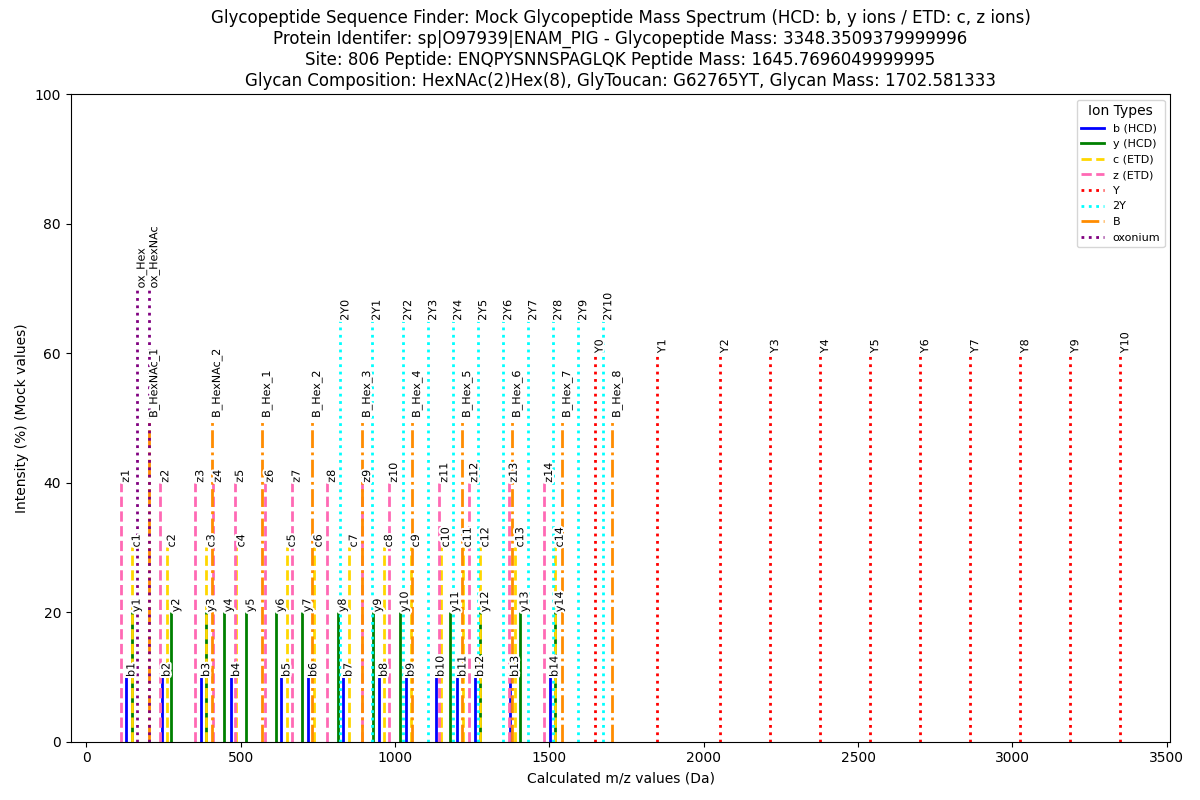 Glycopeptide Sequence Finder: Mock Glycopeptide Mass Spectrum (HCD: b, y ions / ETD: c, z ions)
Protein Identifer: sp|O97939|ENAM_PIG - Glycopeptide Mass: 3348.3509379999996
Site: 806 Peptide: ENQPYSNNSPAGLQK Peptide Mass: 1645.7696049999995
Glycan Composition: HexNAc(2)Hex(8), GlyToucan: G62765YT, Glycan Mass: 1702.581333
Intensity (%) (Mock values)
100
80
60
40
20
0
Ion Types
b (HCD)
y (HCD)
c (ETD)
z (ETD)
Y
2Y
B
oxonium
ox_Hex
ox_HexNAc
2Y0
2Y1
2Y2
2Y3
2Y4
2Y5
2Y6
2Y7
2Y8
2Y9
2Y10
Y0
Y1
Y2
Y3
Y4
Y5
Y6
Y7
Y8
Y9
Y10
B_HexNAc_1
B_HexNAc_2
B_Hex_1
B_Hex_2
B_Hex_3
B_Hex_4
B_Hex_5
B_Hex_6
B_Hex_7
B_Hex_8
z1
z2
z3
z4
z5
z6
z7
z8
z9
z10
z11
z12
z13
z14
c1
c2
c3
c4
c5
c6
c7
c8
c9
c10
c11
c12
c13
c14
y1
y2
y3
y4
y5
y6
y7
y8
y9
y10
y11
y12
y13
y14
b1
b2
b3
b4
b5
b6
b7
b8
b9
b10
b11
b12
b13
b14
0
500
1000
1500
2000
2500
3000
3500
Calculated m/z values (Da)